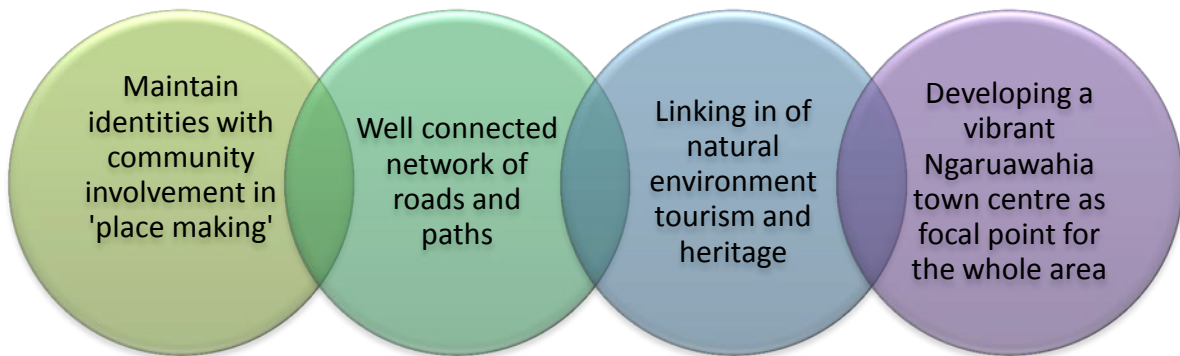 Maintain
identities with
community
involvement in
'place making'
Well connected
network of
roads and
paths
Linking in of
natural
environment
tourism and
heritage
Developing a
vibrant
Ngaruawahia
town centre as
focal point for
the whole area